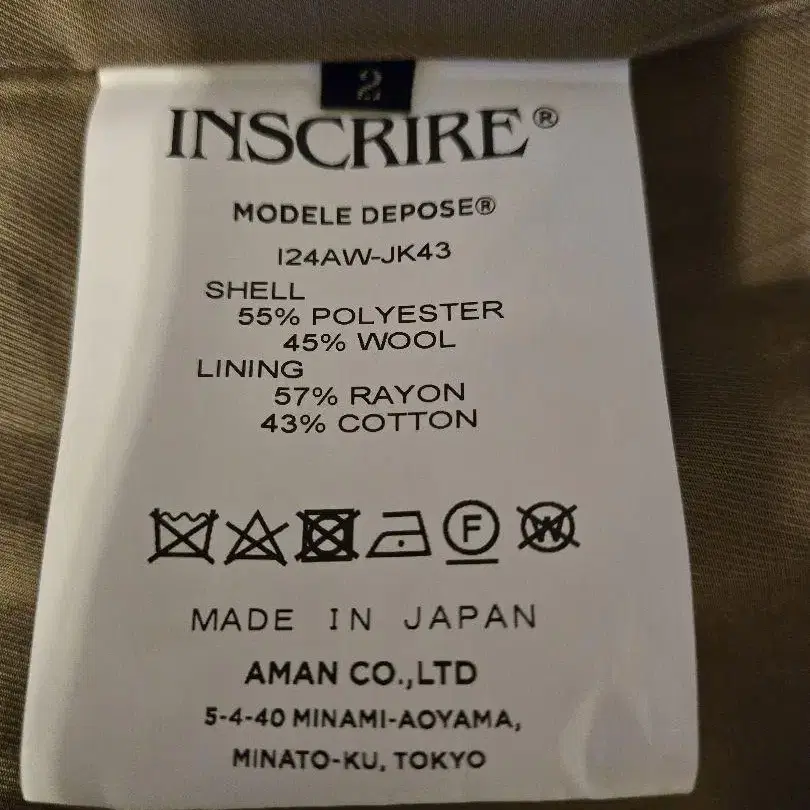 2
INSCRIRE®
MODELE DEPOSE®
I24AW-JK43
SHELL
55% POLYESTER
45% WOOL
LINING
57% RAYON
43% COTTON
F W
MADE IN JAPAN
AMAN CO.,LTD
5-4-40 MINAMI-AOYAMA,
MINATO-KU, TOKYO